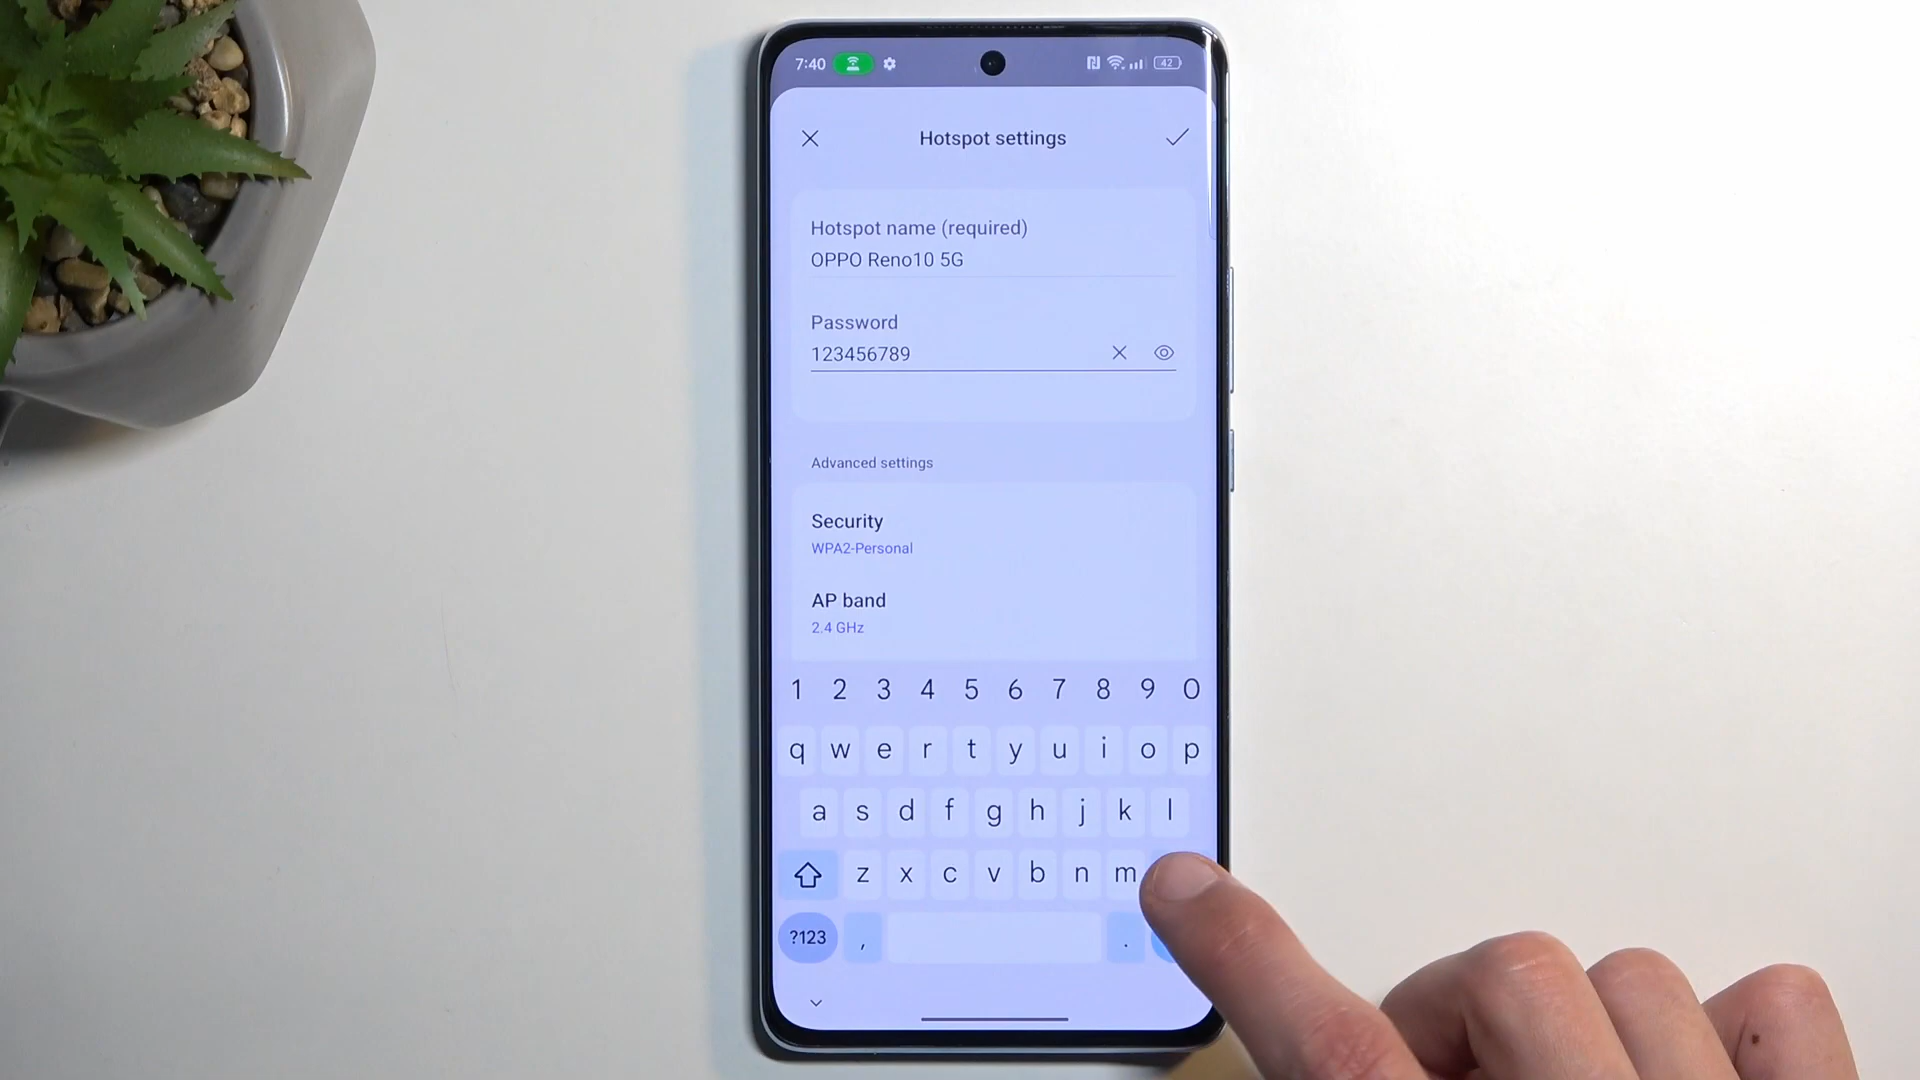 7:40 42
Hotspot settings
Hotspot name (required)
OPPO Reno10 5G
Password
123456789
Advanced settings
Security
WPA2-Personal
AP band
2.4 GHz
1 2 3 4 5 6 7 8 9 0
q w e r t y u i o p
a s d f g h j k l
z x c v b n m
?123 , .